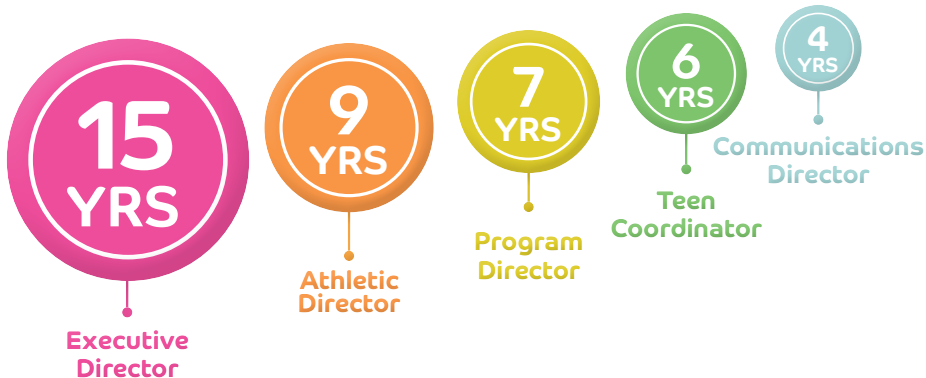 15
YRS
Executive
Director
9
YRS
Athletic
Director
7
YRS
Program
Director
6
YRS
Teen
Coordinator
4
YRS
Communications
Director